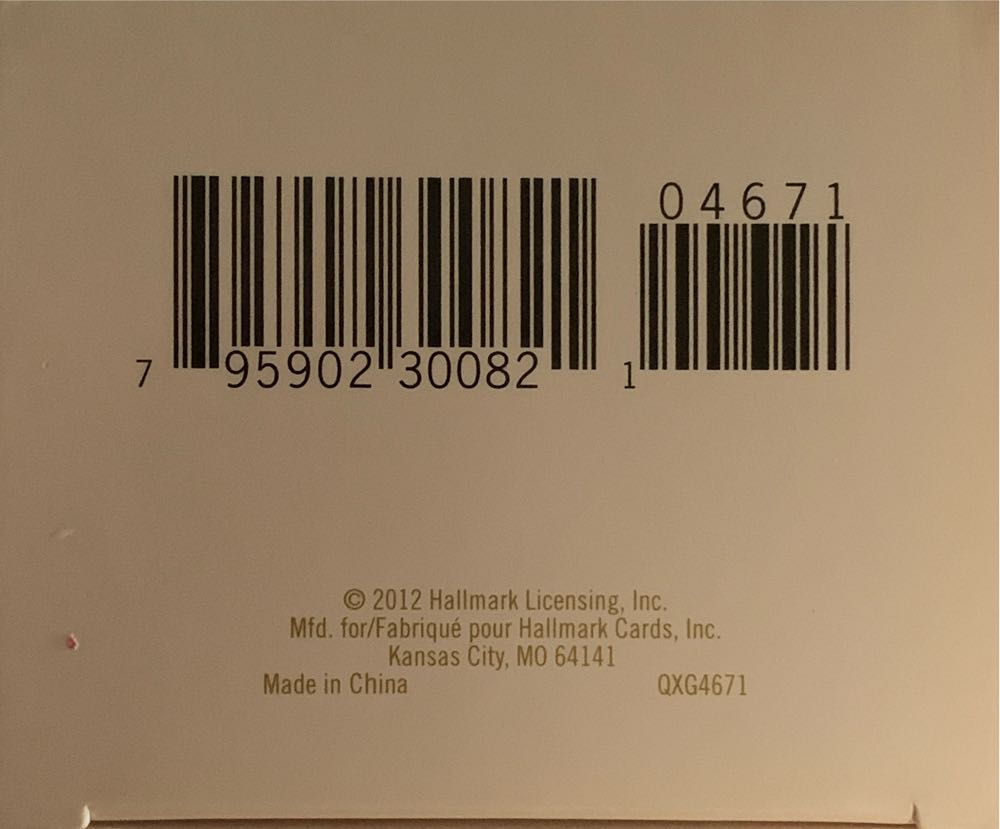 04671
7 95902 30082 1
© 2012 Hallmark Licensing, Inc.
Mfd. for/Fabriqué pour Hallmark Cards, Inc.
Kansas City, MO 64141
Made in China QXG4671